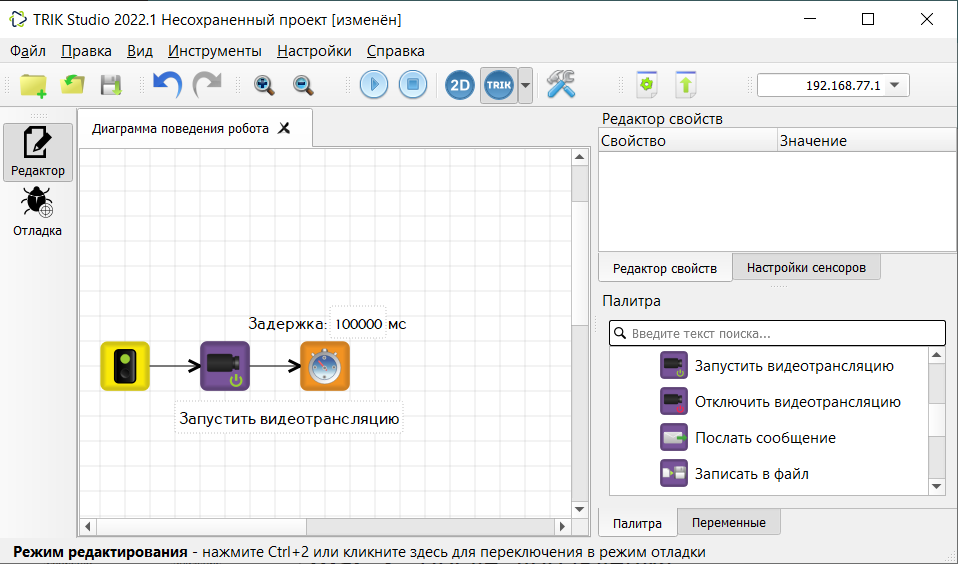 TRIK Studio 2022.1 Несохраненный проект [изменён]
Файл Правка Вид Инструменты Настройки Справка
2D TRIK 192.168.77.1
Редактор
Отладка
Диаграмма поведения робота
Задержка: 100000 мс
Запустить видеотрансляцию
Редактор свойств
Свойство Значение
Редактор свойств Настройки сенсоров
Палитра
Введите текст поиска...
Запустить видеотрансляцию
Отключить видеотрансляцию
Послать сообщение
Записать в файл
Палитра Переменные
Режим редактирования - нажмите Ctrl+2 или кликните здесь для переключения в режим отладки